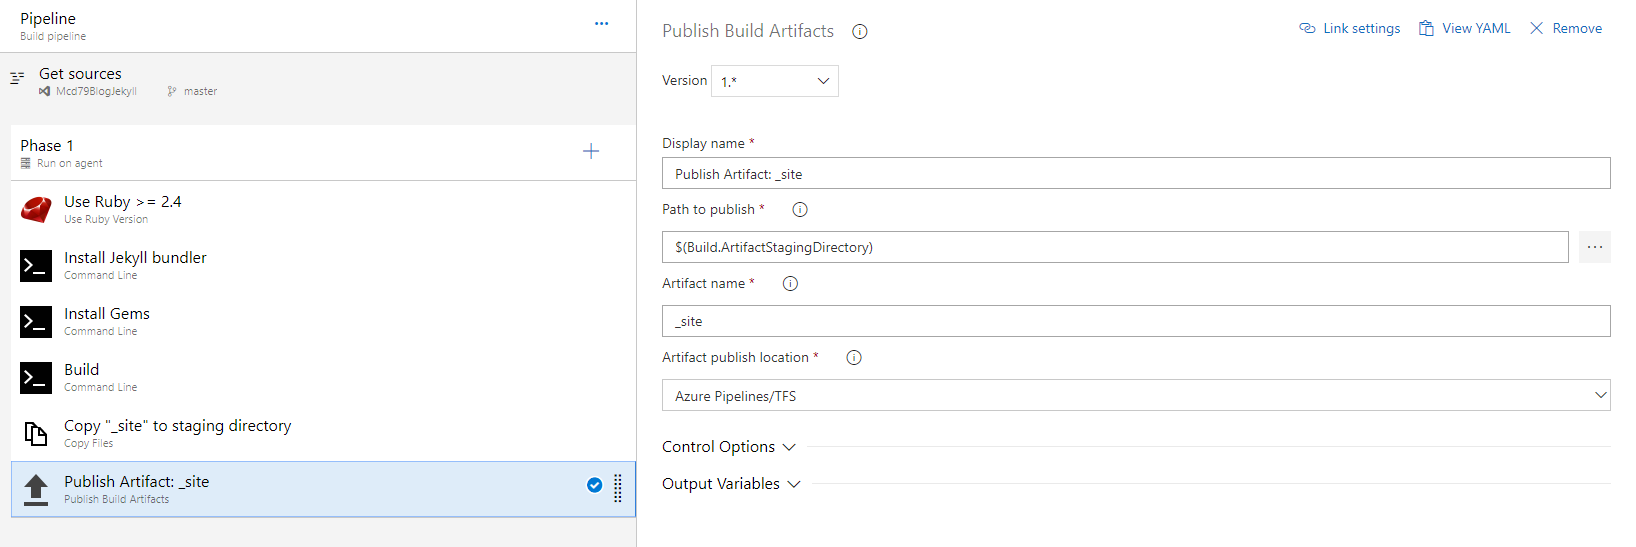 Pipeline
Build pipeline
Get sources
Mcd79BlogJekyll master
Phase 1
Run on agent
Use Ruby >= 2.4
Use Ruby Version
Install Jekyll bundler
Command Line
Install Gems
Command Line
Build
Command Line
Copy "_site" to staging directory
Copy Files
Publish Artifact: _site
Publish Build Artifacts
Publish Build Artifacts
Link settings View YAML Remove
Version 1.*
Display name *
Publish Artifact: _site
Path to publish *
$(Build.ArtifactStagingDirectory)
Artifact name *
_site
Artifact publish location *
Azure Pipelines/TFS
Control Options
Output Variables